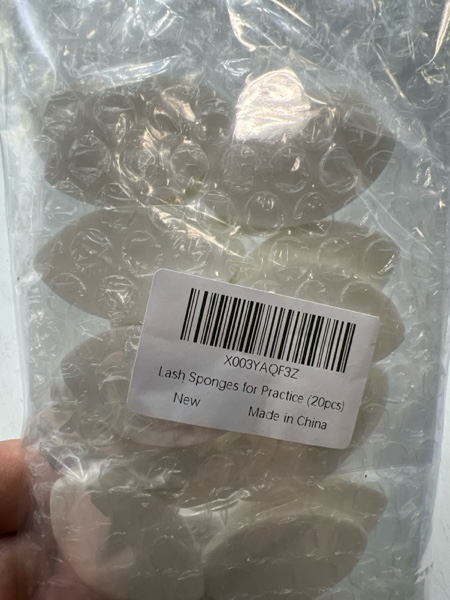 X003YAQF3Z
Lash Sponges for Practice (20pcs)
New
Made in China